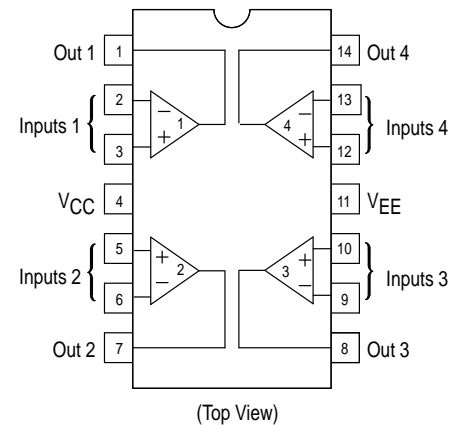 Out 1 1 14 Out 4
2 − 13 −
Inputs 1 + 1 4 + Inputs 4
3 12
VCC 4 11 VEE
5 + 10 +
Inputs 2 − 2 3 − Inputs 3
6 9
Out 2 7 8 Out 3
(Top View)